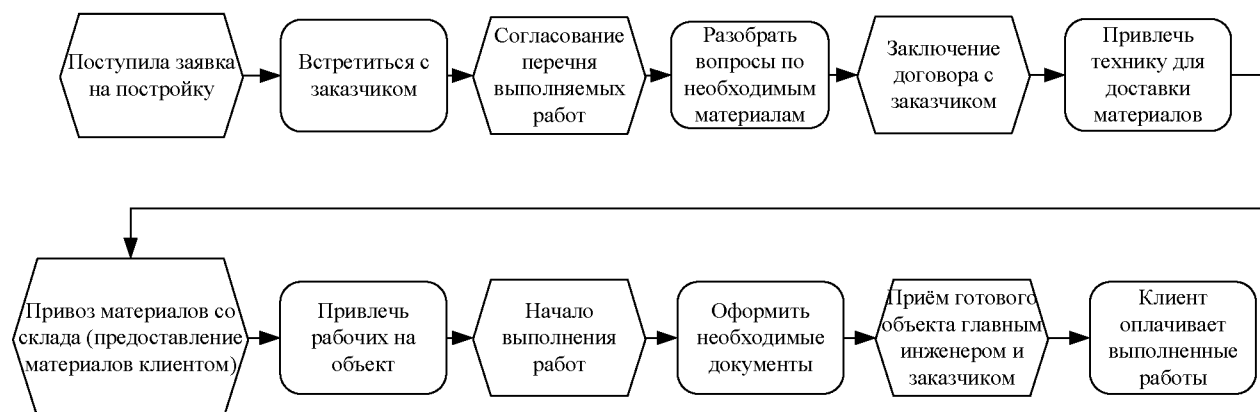 Поступила заявка
на постройку
Встретиться с
заказчиком
Согласование
перечня
выполняемых
работ
Разобрать
вопросы по
необходимым
материалам
Заключение
договора с
заказчиком
Привлечь
технику для
доставки
материалов
Привоз материалов со
склада (предоставление
материалов клиентом)
Привлечь
рабочих на
объект
Начало
выполнения
работ
Оформить
необходимые
документы
Приём готового
объекта главным
инженером и
заказчиком
Клиент
оплачивает
выполненные
работы